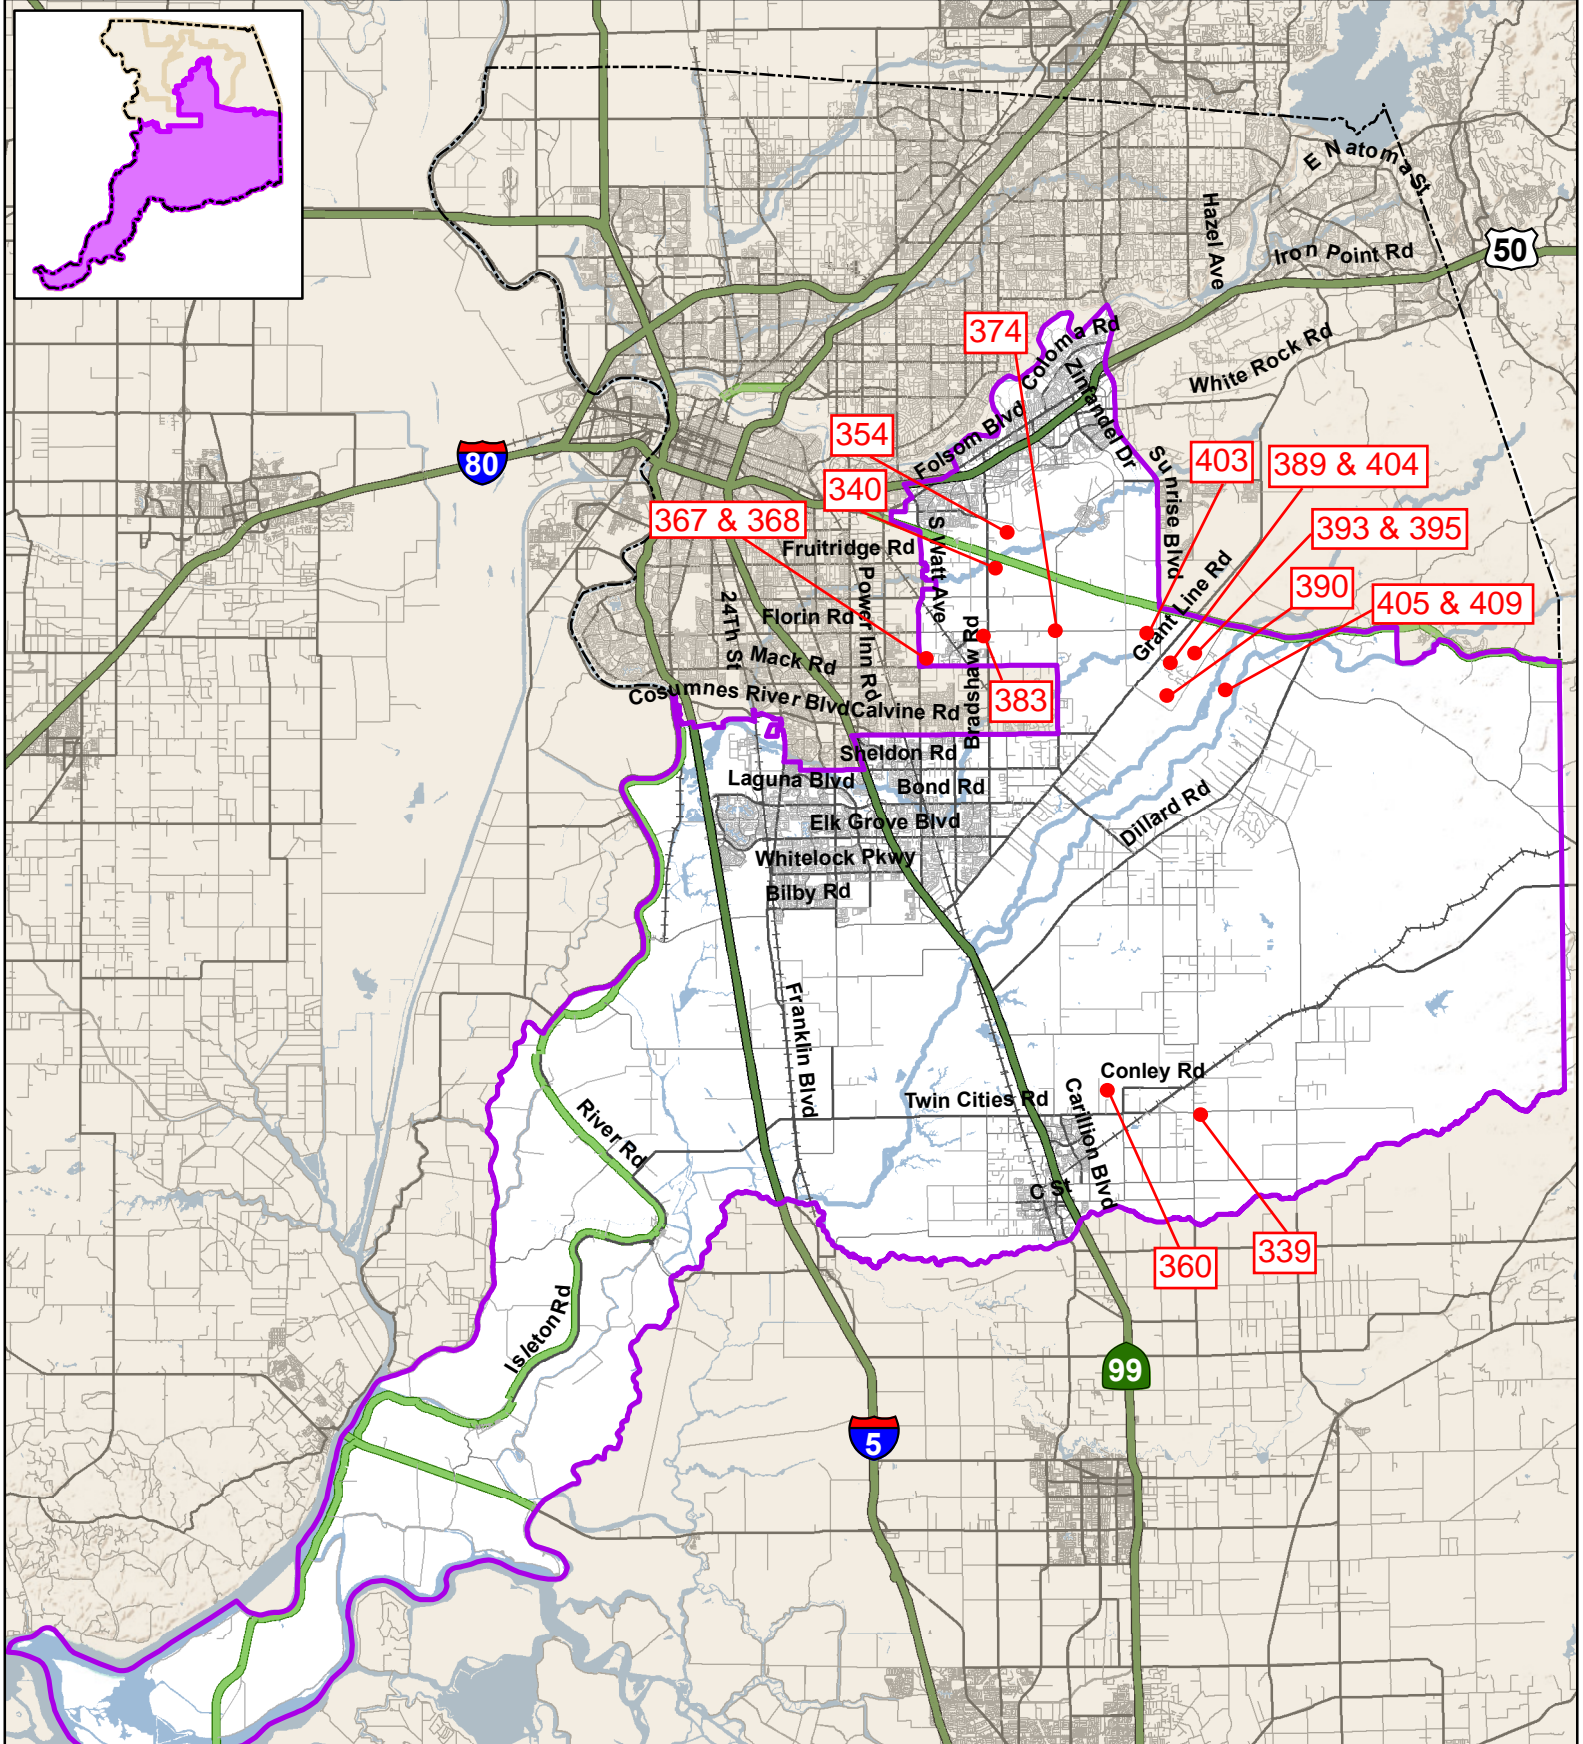 E Natoma St
Hazel Ave
Iron Point Rd
50
374
Coloma Rd
White Rock Rd
Zinfandel Dr
354
Folsom Blvd
80
403
389 & 404
340
Sunrise Blvd
367 & 368
393 & 395
Fruitridge Rd
S Watt Ave
390
Grant Line Rd
405 & 409
24Th St
Florin Rd
Power Inn Rd
Bradshaw Rd
Mack Rd
383
Cosumnes River Blvd
Calvine Rd
Sheldon Rd
Laguna Blvd
Bond Rd
Elk Grove Blvd
Dillard Rd
Whitelock Pkwy
Bilby Rd
Franklin Blvd
Conley Rd
Twin Cities Rd
Carillion Blvd
River Rd
C St
360
339
Isleton Rd
99
5